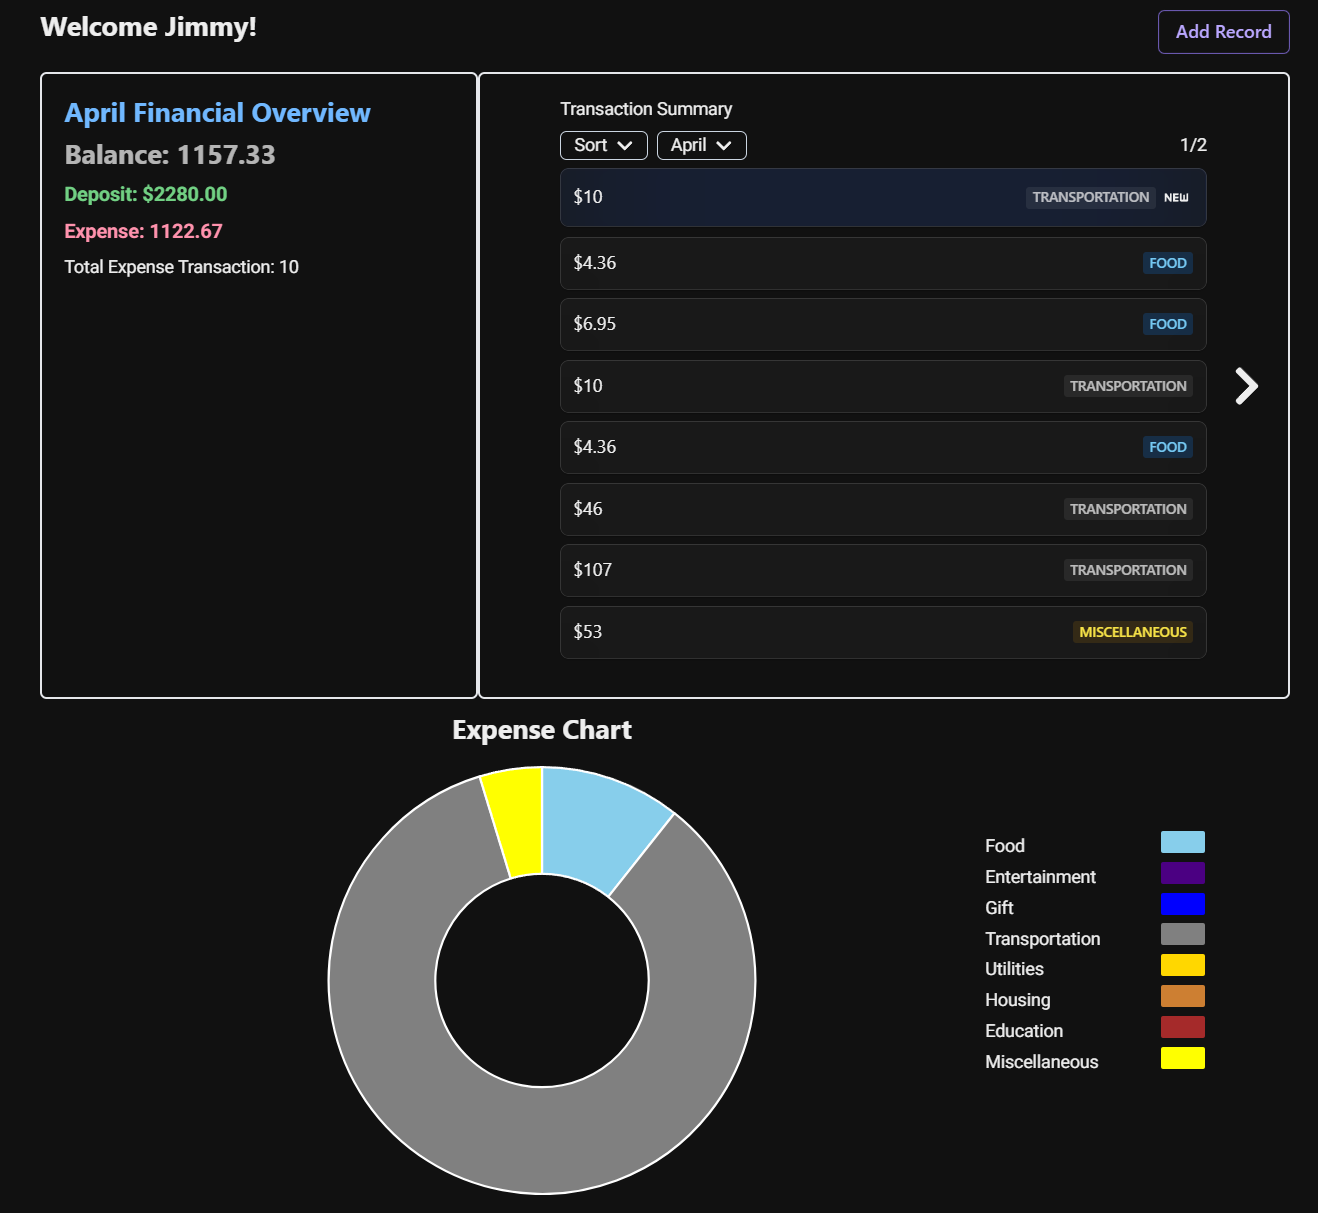 Welcome Jimmy!
Add Record
April Financial Overview
Balance: 1157.33
Deposit: $2280.00
Expense: 1122.67
Total Expense Transaction: 10
Transaction Summary
Sort April 1/2
$10 TRANSPORTATION NEW
$4.36 FOOD
$6.95 FOOD
$10 TRANSPORTATION
$4.36 FOOD
$46 TRANSPORTATION
$107 TRANSPORTATION
$53 MISCELLANEOUS
Expense Chart
Food
Entertainment
Gift
Transportation
Utilities
Housing
Education
Miscellaneous